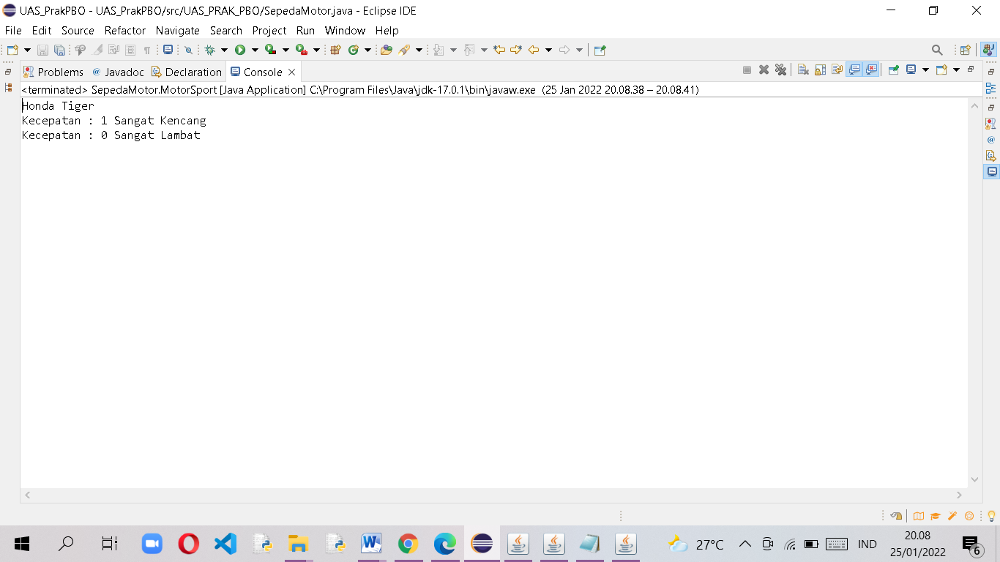 UAS_PrakPBO - UAS_PrakPBO/src/UAS_PRAK_PBO/SepedaMotor.java - Eclipse IDE
File Edit Source Refactor Navigate Search Project Run Window Help
Problems @ Javadoc Declaration Console
<terminated> SepedaMotor.MotorSport [Java Application] C:\Program Files\Java\jdk-17.0.1\bin\javaw.exe (25 Jan 2022 20.08.38 – 20.08.41)
Honda Tiger
Kecepatan : 1 Sangat Kencang
Kecepatan : 0 Sangat Lambat
27°C IND 20.08
25/01/2022 6